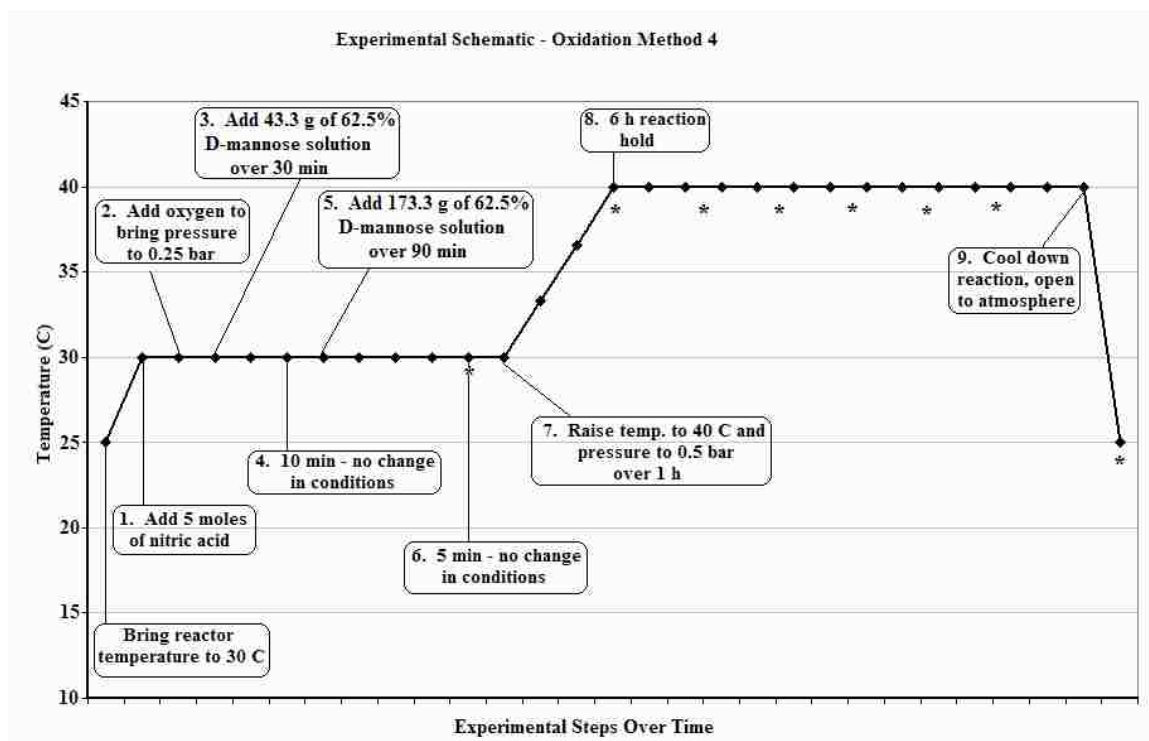 Experimental Schematic - Oxidation Method 4
45
40
35
30
25
20
15
10
Temperature (C)
3. Add 43.3 g of 62.5%
D-mannose solution
over 30 min
8. 6 h reaction
hold
2. Add oxygen to
bring pressure
to 0.25 bar
5. Add 173.3 g of 62.5%
D-mannose solution
over 90 min
9. Cool down
reaction, open
to atmosphere
*
*
*
*
*
*
*
*
7. Raise temp. to 40 C and
pressure to 0.5 bar
over 1 h
4. 10 min - no change
in conditions
1. Add 5 moles
of nitric acid
6. 5 min - no change
in conditions
Bring reactor
temperature to 30 C
Experimental Steps Over Time